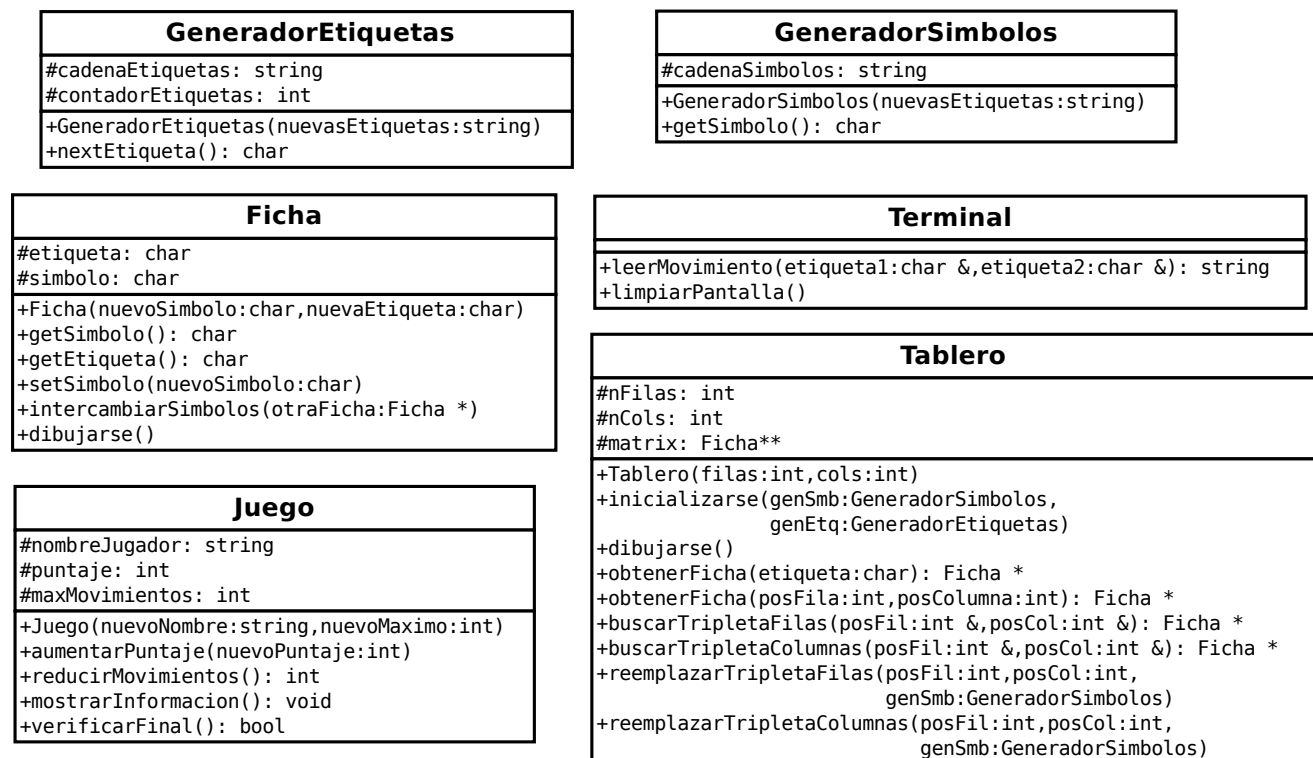 GeneradorEtiquetas
#cadenaEtiquetas: string
#contadorEtiquetas: int
+GeneradorEtiquetas(nuevasEtiquetas:string)
+nextEtiqueta(): char
GeneradorSimbolos
#cadenaSimbolos: string
+GeneradorSimbolos(nuevasEtiquetas:string)
+getSimbolo(): char
Ficha
#etiqueta: char
#simbolo: char
+Ficha(nuevoSimbolo:char,nuevaEtiqueta:char)
+getSimbolo(): char
+getEtiqueta(): char
+setSimbolo(nuevoSimbolo:char)
+intercambiarSimbolos(otraFicha:Ficha *)
+dibujarse()
Terminal
+leerMovimiento(etiqueta1:char &,etiqueta2:char &): string
+limpiarPantalla()
Juego
#nombreJugador: string
#puntaje: int
#maxMovimientos: int
+Juego(nuevoNombre:string,nuevoMaximo:int)
+aumentarPuntaje(nuevoPuntaje:int)
+reducirMovimientos(): int
+mostrarInformacion(): void
+verificarFinal(): bool
Tablero
#nFilas: int
#nCols: int
#matrix: Ficha**
+Tablero(filas:int,cols:int)
+inicializarse(genSmb:GeneradorSimbolos,
genEtq:GeneradorEtiquetas)
+dibujarse()
+obtenerFicha(etiqueta:char): Ficha *
+obtenerFicha(posFila:int,posColumna:int): Ficha *
+buscarTripletaFilas(posFil:int &,posCol:int &): Ficha *
+buscarTripletaColumnas(posFil:int &,posCol:int &): Ficha *
+reemplazarTripletaFilas(posFil:int,posCol:int,
genSmb:GeneradorSimbolos)
+reemplazarTripletaColumnas(posFil:int,posCol:int,
genSmb:GeneradorSimbolos)